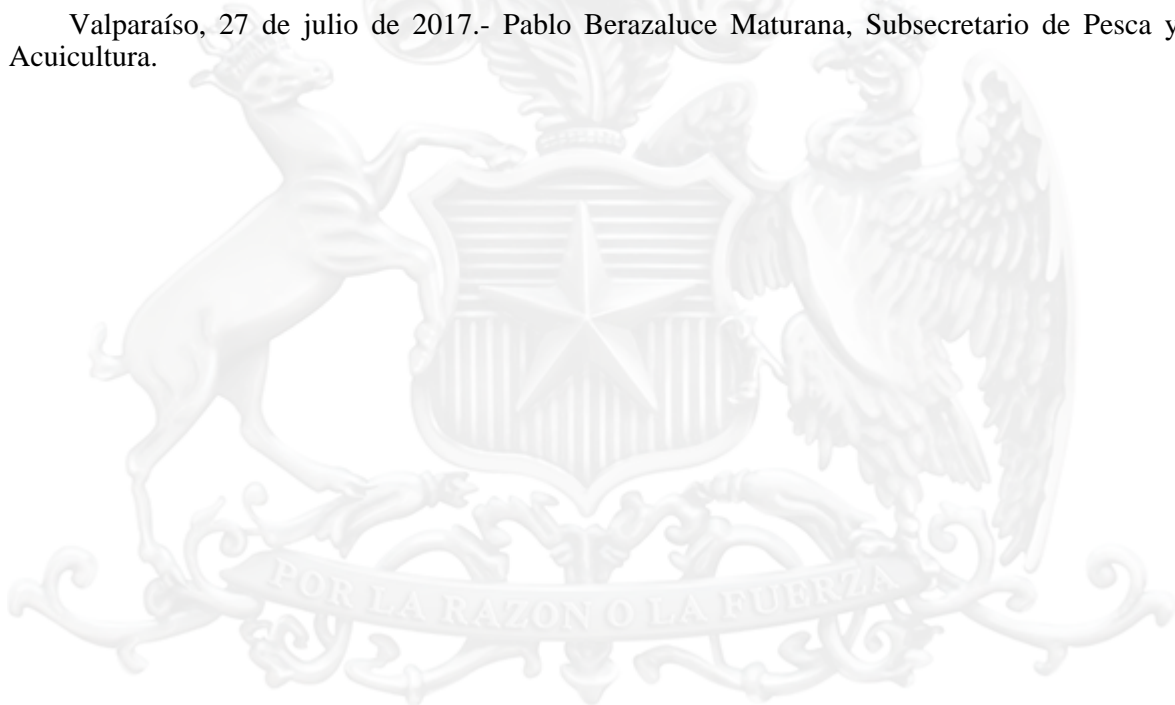 Valparaíso, 27 de julio de 2017.- Pablo Berazaluce Maturana, Subsecretario de Pesca y
Acuicultura.
POR LA RAZON O LA FUERZA